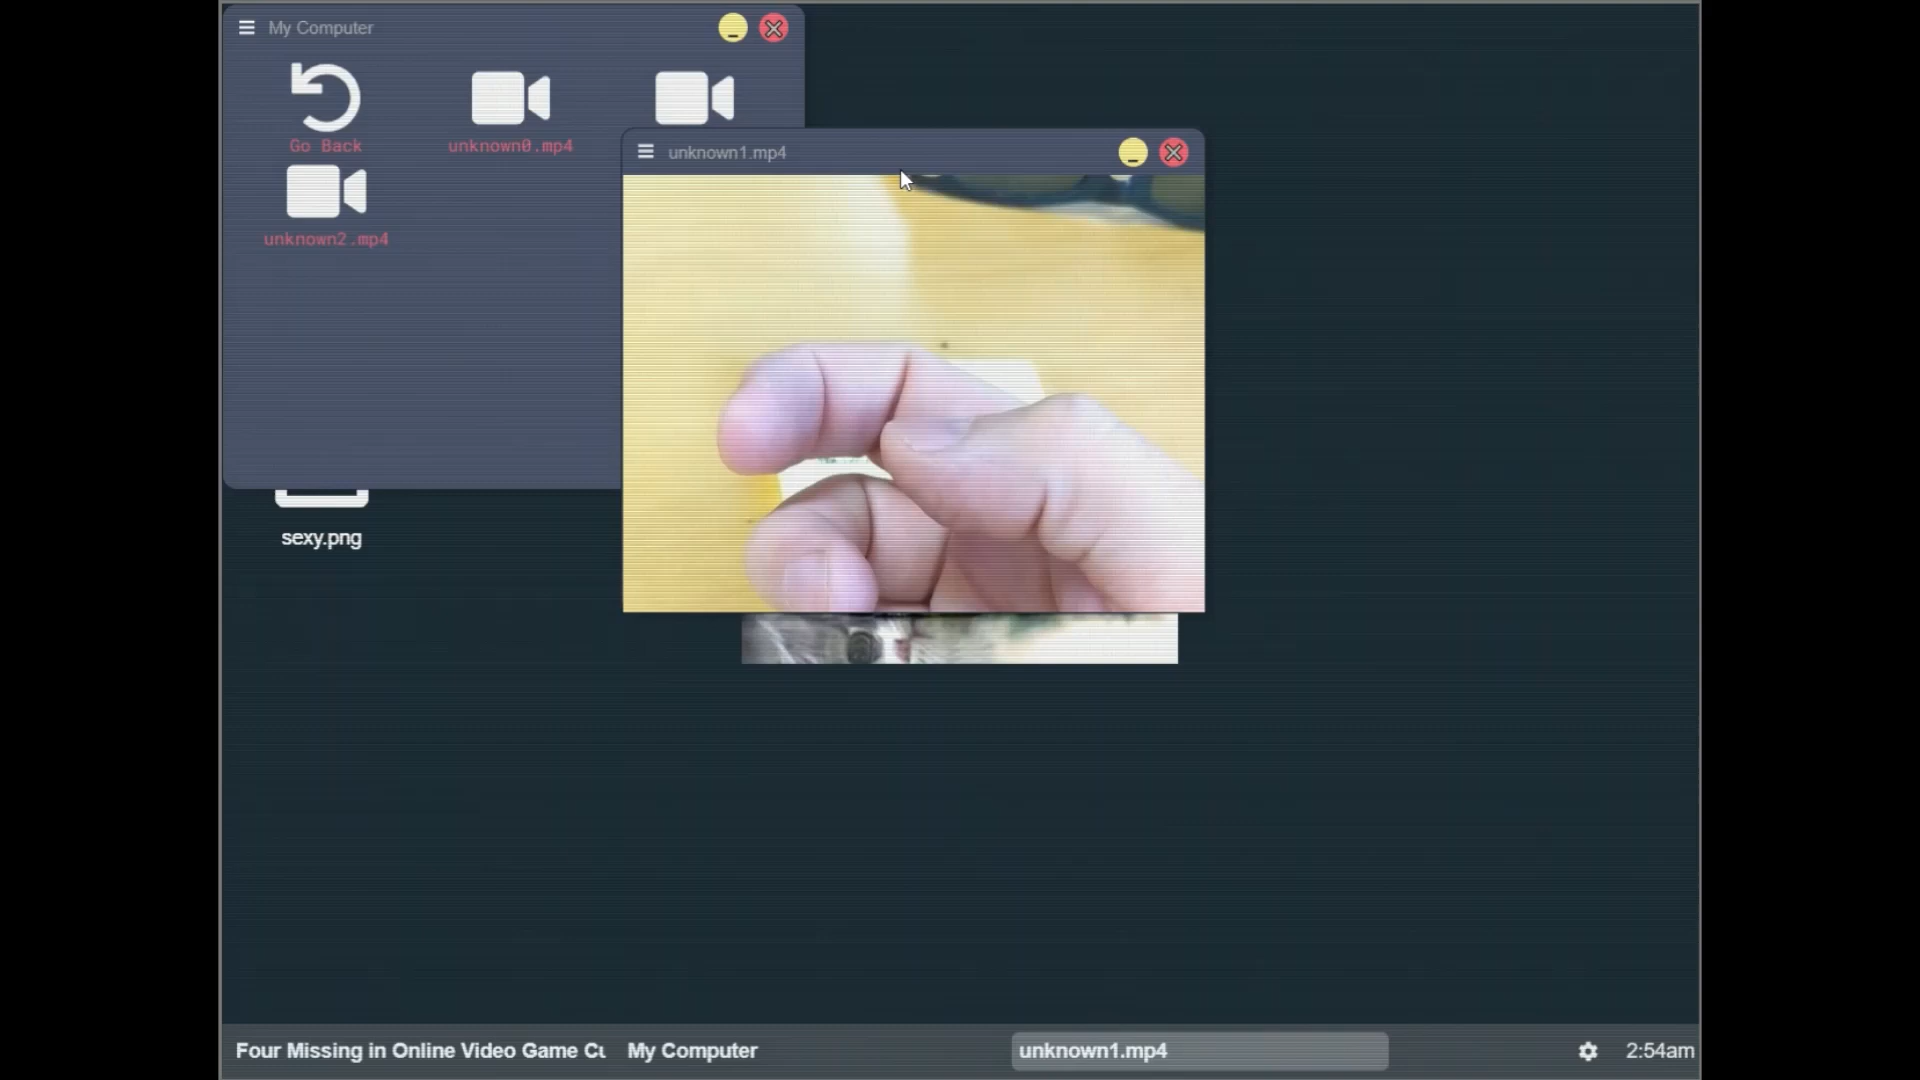 My Computer
Go Back
unknown0.mp4
unknown1.mp4
unknown2.mp4
sexy.png
Four Missing in Online Video Game
My Computer
unknown1.mp4
2:54am